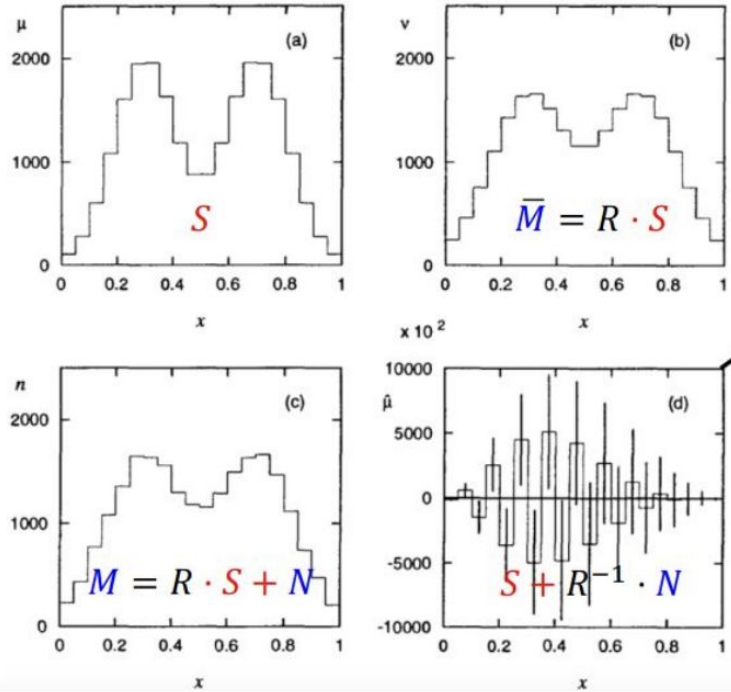 μ
(a)
2000
1000
0
S
0 0.2 0.4 0.6 0.8 1
x
ν
(b)
2000
1000
0
M̅ = R · S
0 0.2 0.4 0.6 0.8 1
x
n
(c)
2000
1000
0
M = R · S + N
0 0.2 0.4 0.6 0.8 1
x
x 10²
μ̂
(d)
10000
5000
0
-5000
-10000
S + R⁻¹ · N
0 0.2 0.4 0.6 0.8 1
x